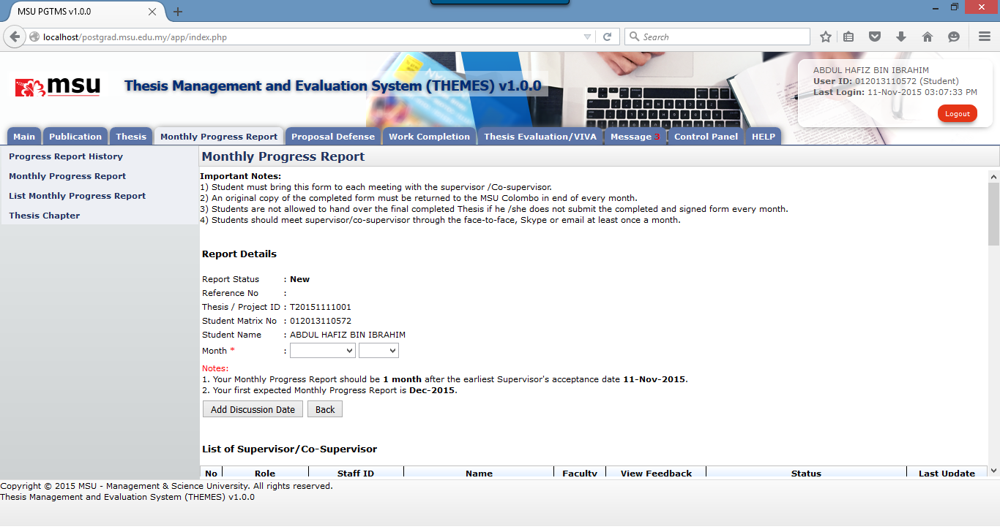 MSU PGTMS v1.0.0
localhost/postgrad.msu.edu.my/app/index.php
Search
msu
Thesis Management and Evaluation System (THEMES) v1.0.0
ABDUL HAFIZ BIN IBRAHIM
User ID: 012013110572 (Student)
Last Login: 11-Nov-2015 03:07:33 PM
Logout
Main Publication Thesis Monthly Progress Report Proposal Defense Work Completion Thesis Evaluation/VIVA Message 3 Control Panel HELP
Progress Report History
Monthly Progress Report
List Monthly Progress Report
Thesis Chapter
Monthly Progress Report
Important Notes:
1) Student must bring this form to each meeting with the supervisor /Co-supervisor.
2) An original copy of the completed form must be returned to the MSU Colombo in end of every month.
3) Students are not allowed to hand over the final completed Thesis if he /she does not submit the completed and signed form every month.
4) Students should meet supervisor/co-supervisor through the face-to-face, Skype or email at least once a month.
Report Details
Report Status : New
Reference No :
Thesis / Project ID : T20151111001
Student Matrix No : 012013110572
Student Name : ABDUL HAFIZ BIN IBRAHIM
Month * :
Notes:
1. Your Monthly Progress Report should be 1 month after the earliest Supervisor's acceptance date 11-Nov-2015.
2. Your first expected Monthly Progress Report is Dec-2015.
Add Discussion Date Back
List of Supervisor/Co-Supervisor
No Role Staff ID Name Faculty View Feedback Status Last Update
Copyright © 2015 MSU - Management & Science University. All rights reserved.
Thesis Management and Evaluation System (THEMES) v1.0.0